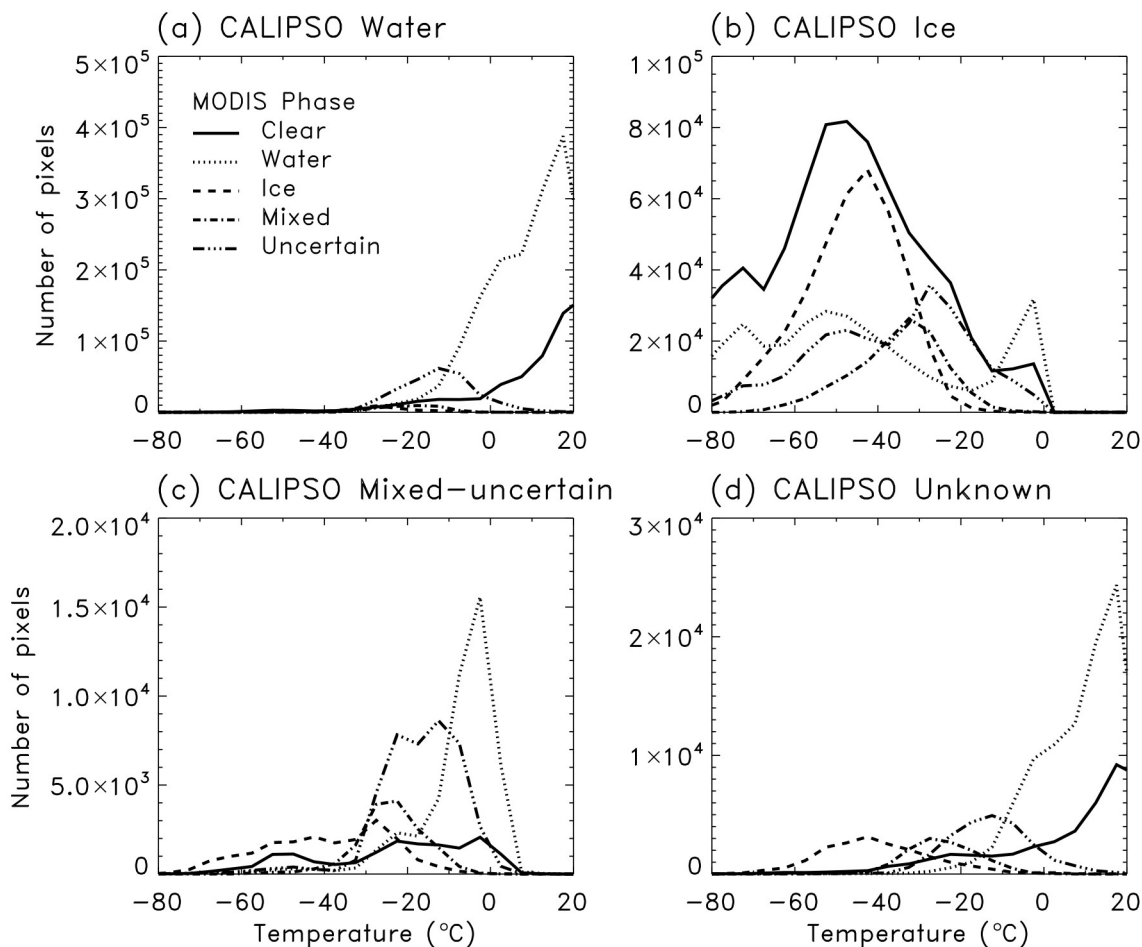 (a) CALIPSO Water
(b) CALIPSO Ice
5×10⁵
4×10⁵
3×10⁵
2×10⁵
1×10⁵
0
Number of pixels
MODIS Phase
Clear
Water
Ice
Mixed
Uncertain
-80 -60 -40 -20 0 20
1×10⁵
8×10⁴
6×10⁴
4×10⁴
2×10⁴
0
-80 -60 -40 -20 0 20
(c) CALIPSO Mixed-uncertain
(d) CALIPSO Unknown
2.0×10⁴
1.5×10⁴
1.0×10⁴
5.0×10³
0
Number of pixels
-80 -60 -40 -20 0 20
Temperature (°C)
3×10⁴
2×10⁴
1×10⁴
0
-80 -60 -40 -20 0 20
Temperature (°C)